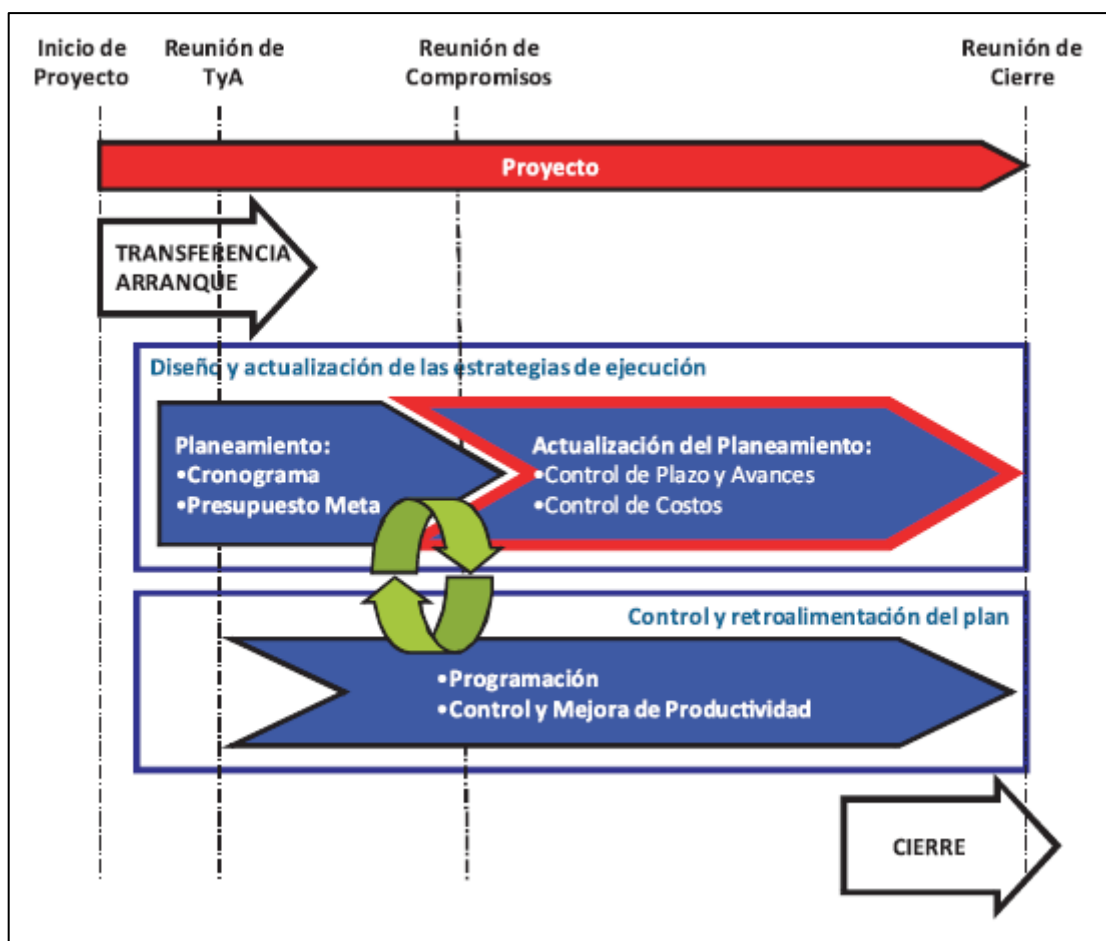 Inicio de
Proyecto
Reunión de
TyA
Reunión de
Compromisos
Reunión de
Cierre
Proyecto
TRANSFERENCIA
ARRANQUE
Diseño y actualización de las estrategias de ejecución
Planeamiento:
•Cronograma
•Presupuesto Meta
Actualización del Planeamiento:
•Control de Plazo y Avances
•Control de Costos
Control y retroalimentación del plan
•Programación
•Control y Mejora de Productividad
CIERRE